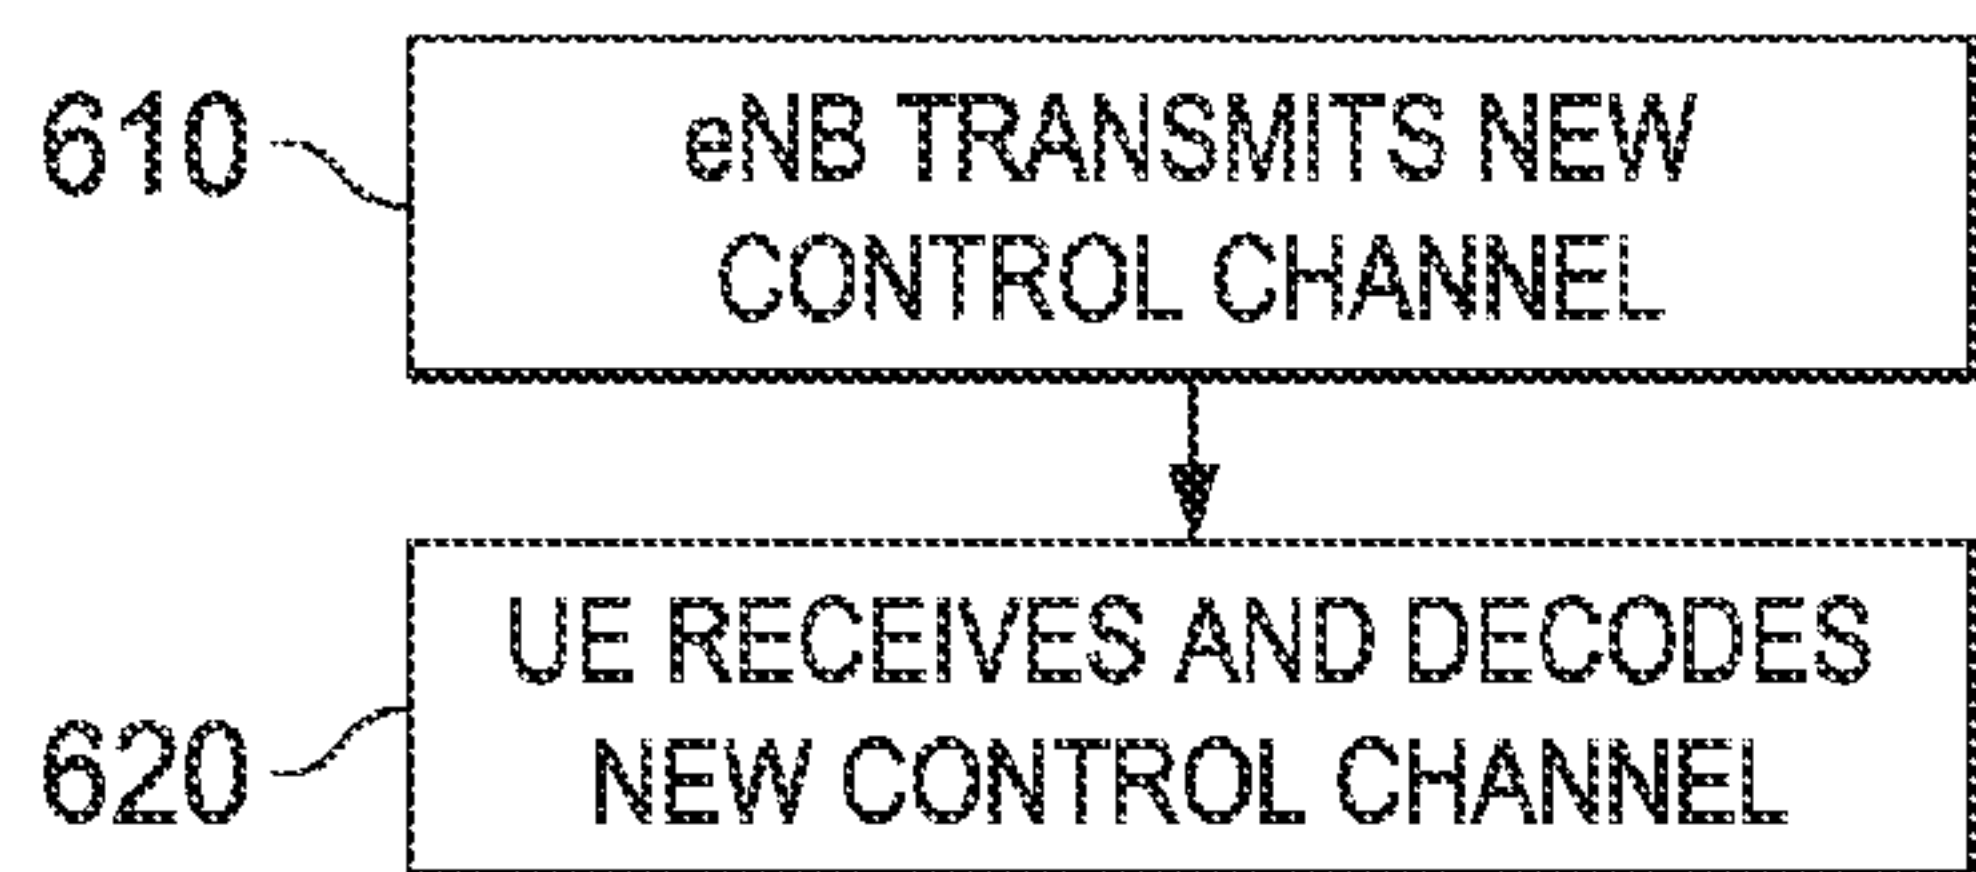 610
eNB TRANSMITS NEW
CONTROL CHANNEL
620
UE RECEIVES AND DECODES
NEW CONTROL CHANNEL